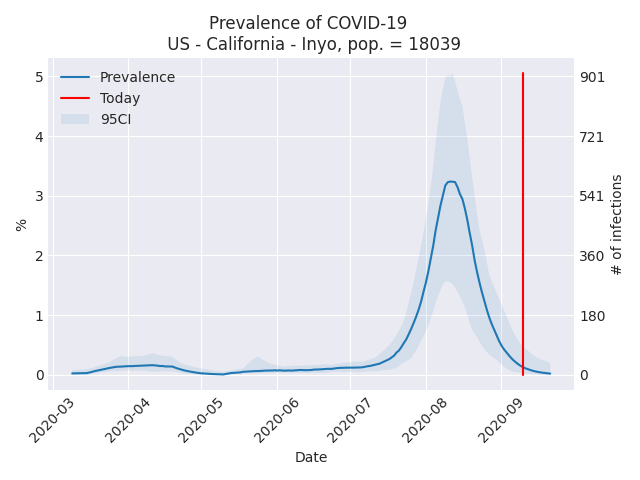 Prevalence of COVID-19
US - California - Inyo, pop. = 18039
Prevalence
Today
95CI
5
4
3
2
1
0
%
901
721
541
360
180
0
# of infections
2020-03
2020-04
2020-05
2020-06
2020-07
2020-08
2020-09
Date